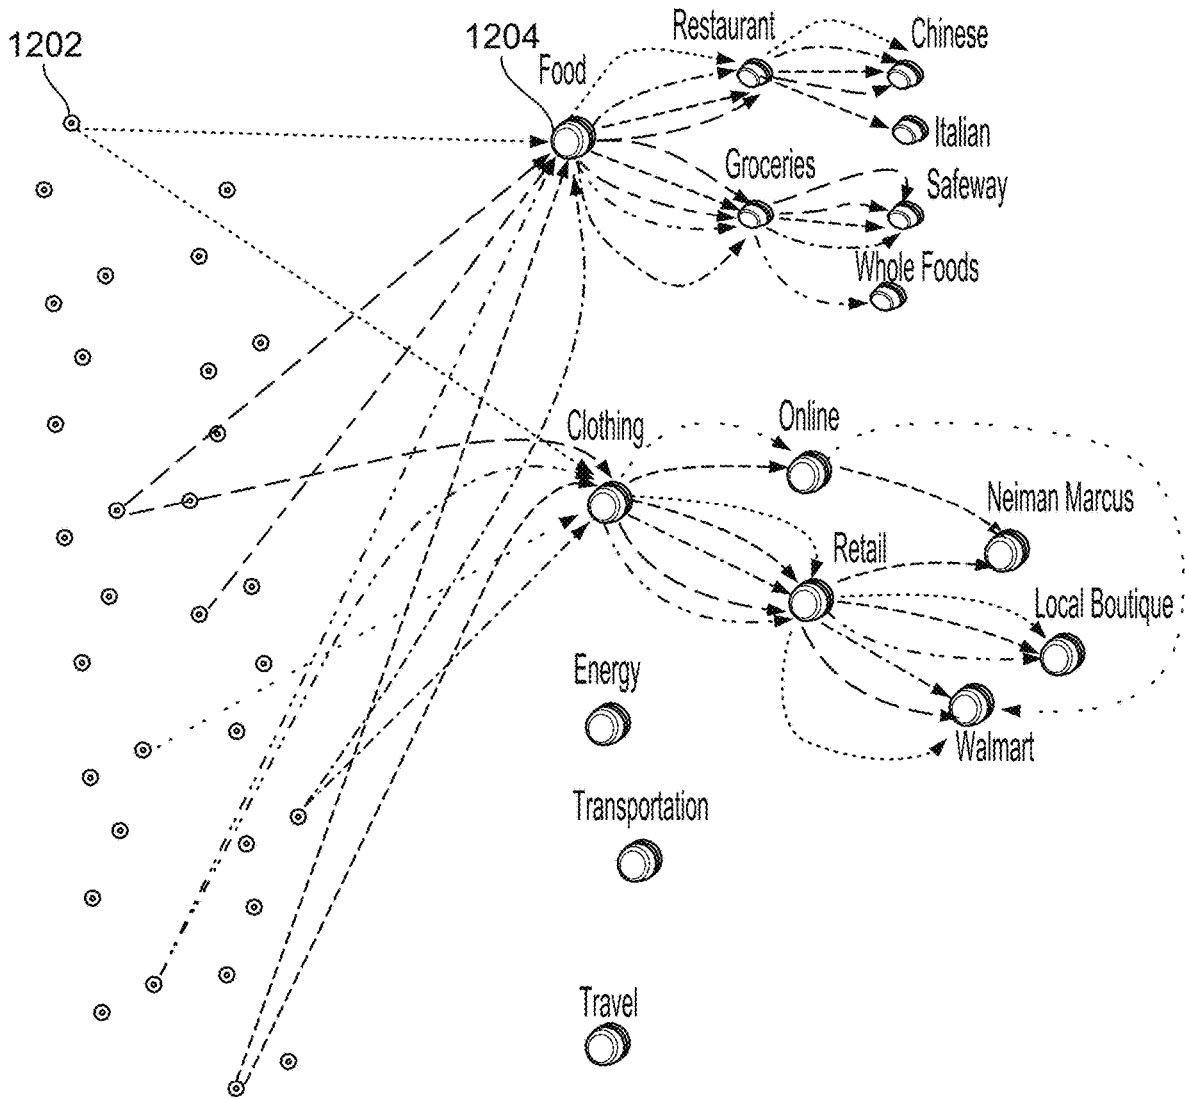 1202
1204
Food
Restaurant
Chinese
Italian
Groceries
Safeway
Whole Foods
Clothing
Online
Neiman Marcus
Retail
Local Boutique
Walmart
Energy
Transportation
Travel